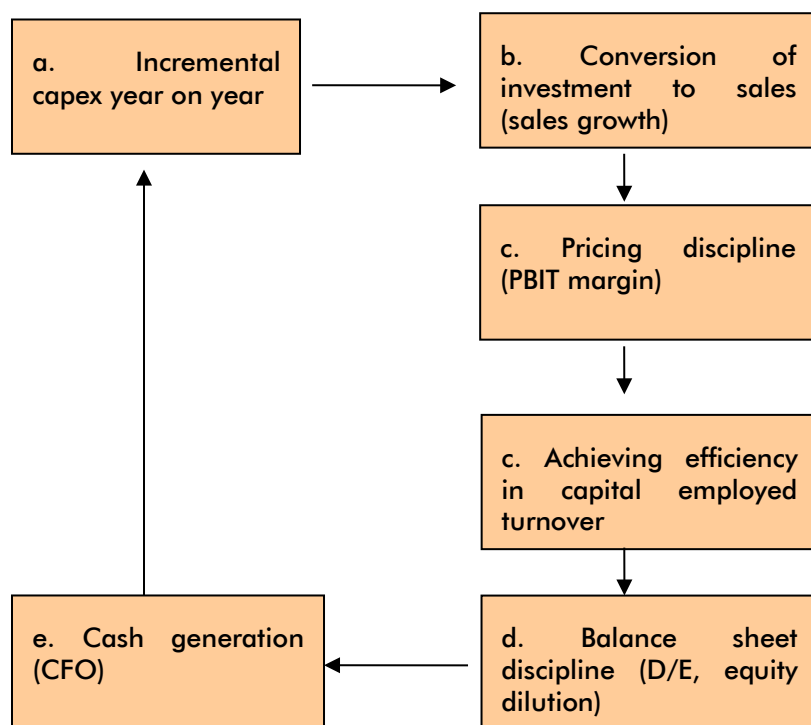 a. Incremental
capex year on year
b. Conversion of
investment to sales
(sales growth)
c. Pricing discipline
(PBIT margin)
c. Achieving efficiency
in capital employed
turnover
d. Balance sheet
discipline (D/E, equity
dilution)
e. Cash generation
(CFO)